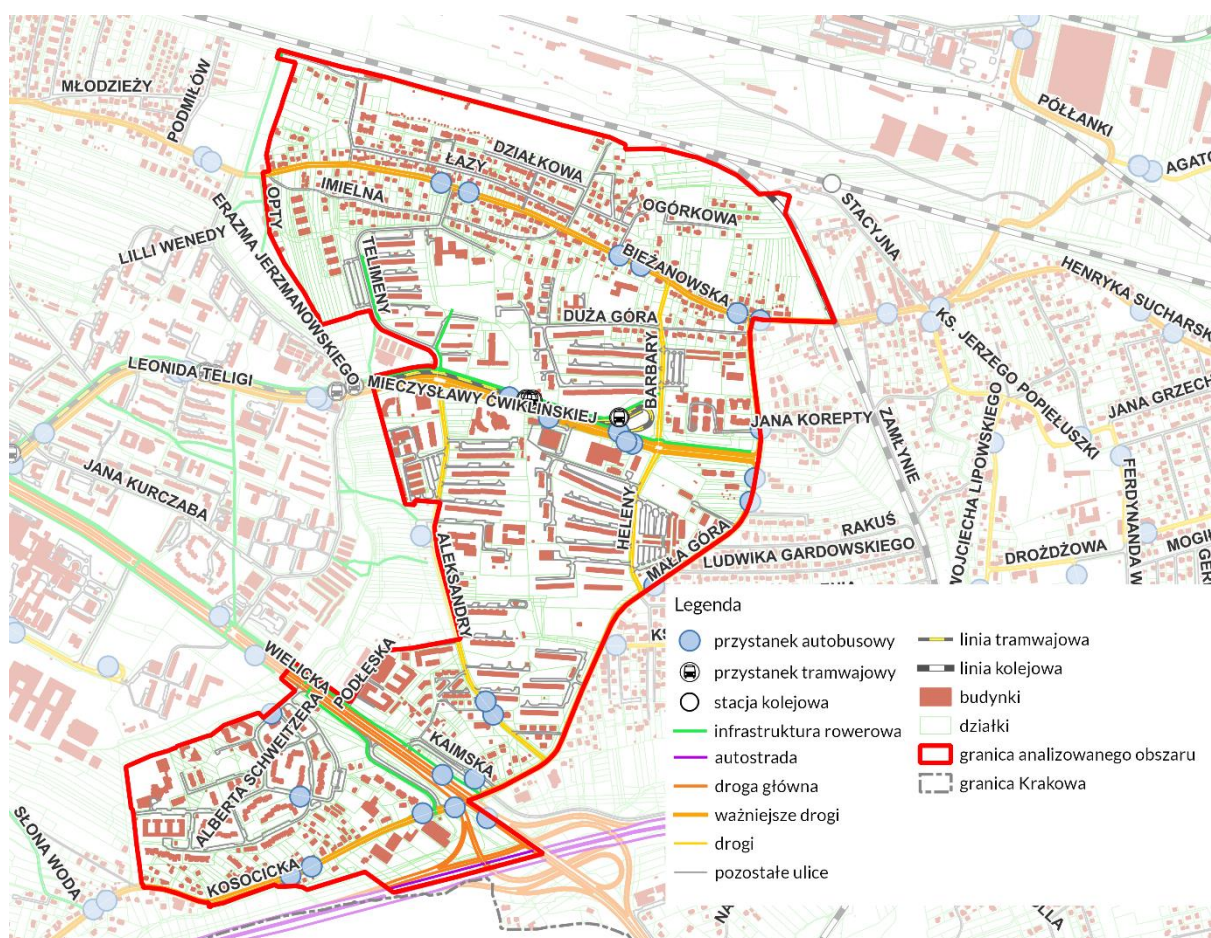 MŁODZIEŻY
PODMIŁÓW
PÓŁŁANKI
DZIAŁKOWA
ŁAZY
IMIELNA
OPTY
OGÓRKOWA
STACYJNA
ERAZMA JERZMANOWSKIEGO
LILLI WENEDY
TELIMENY
BIEŻANOWSKA
HENRYKA SUCHARSK
DUŻA GÓRA
KS. JERZEGO POPIEŁUSZKI
LEONIDA TELIGI
MIECZYSŁAWY ĆWIKLIŃSKIEJ
BARBARY
JANA KOREPTY
ZAMŁYNIE
JANA GRZECH
JANA KURCZABA
WOJCIECHA LIPOWSKIEGO
FERDYNANDA W
HELENY
RAKUŚ
MAŁA GÓRA
LUDWIKA GARDOWSKIEGO
DROŻDŻOWA
MOGIŁ
GER
ALEKSANDRY
WIELICKA
PODŁĘSKA
KAIMSKA
ALBERTA SCHWEITZERA
SŁONA WODA
KOSOCICKA
Legenda
przystanek autobusowy
przystanek tramwajowy
stacja kolejowa
infrastruktura rowerowa
autostrada
droga główna
ważniejsze drogi
drogi
pozostałe ulice
linia tramwajowa
linia kolejowa
budynki
działki
granica analizowanego obszaru
granica Krakowa